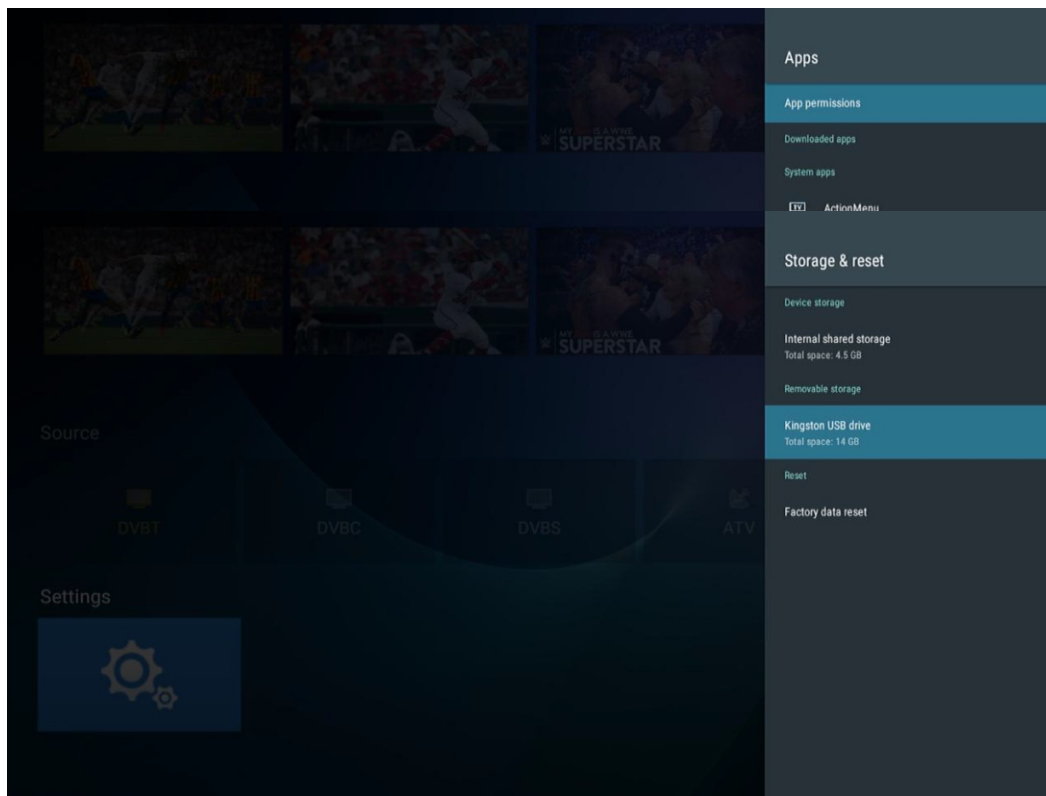 Apps
App permissions
Downloaded apps
System apps
ActionMenu
SUPERSTAR
Storage & reset
Device storage
Internal shared storage
Total space: 4.5 GB
Removable storage
Kingston USB drive
Total space: 14 GB
Reset
Factory data reset
SUPERSTAR
Source
DVBT
DVBC
DVBS
ATV
Settings